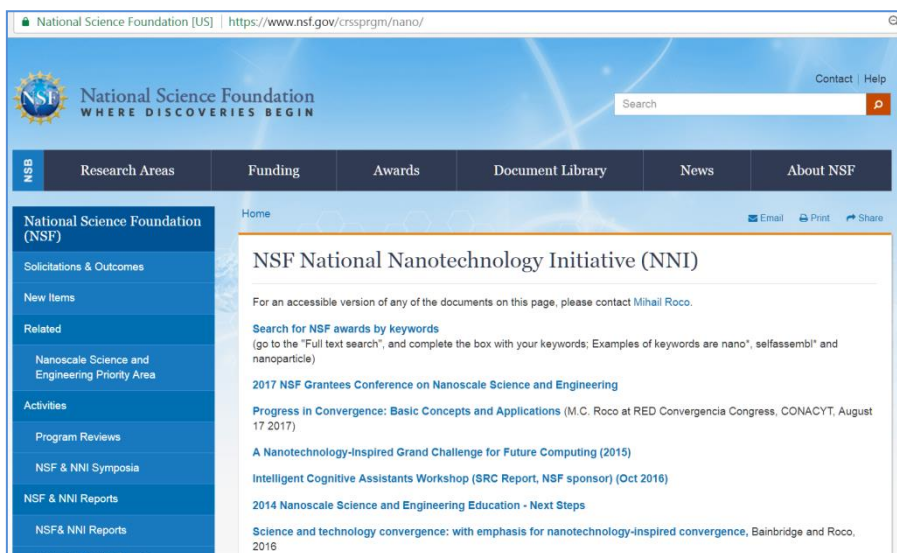 National Science Foundation [US] https://www.nsf.gov/crssprgm/nano/
NSF
National Science Foundation
WHERE DISCOVERIES BEGIN
Contact | Help
Search
NSB
Research Areas
Funding
Awards
Document Library
News
About NSF
National Science Foundation
(NSF)
Solicitations & Outcomes
New Items
Related
Nanoscale Science and
Engineering Priority Area
Activities
Program Reviews
NSF & NNI Symposia
NSF & NNI Reports
NSF& NNI Reports
Home
Email Print Share
NSF National Nanotechnology Initiative (NNI)
For an accessible version of any of the documents on this page, please contact Mihail Roco.
Search for NSF awards by keywords
(go to the "Full text search", and complete the box with your keywords; Examples of keywords are nano*, selfassembl* and
nanoparticle)
2017 NSF Grantees Conference on Nanoscale Science and Engineering
Progress in Convergence: Basic Concepts and Applications (M.C. Roco at RED Convergencia Congress, CONACYT, August
17 2017)
A Nanotechnology-Inspired Grand Challenge for Future Computing (2015)
Intelligent Cognitive Assistants Workshop (SRC Report, NSF sponsor) (Oct 2016)
2014 Nanoscale Science and Engineering Education - Next Steps
Science and technology convergence: with emphasis for nanotechnology-inspired convergence, Bainbridge and Roco,
2016